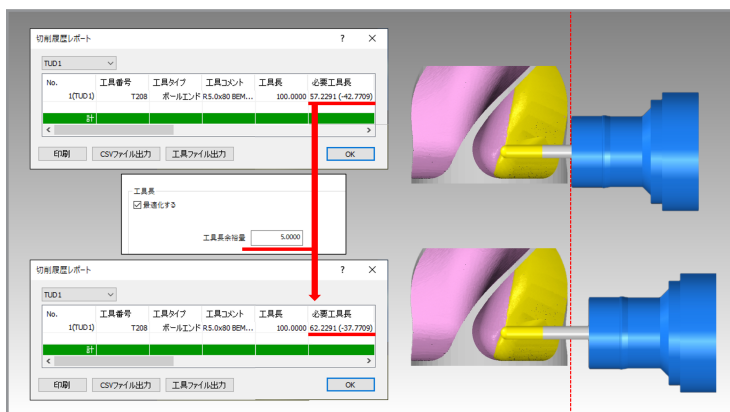 切削履歴レポート ? ×
TUD1
No. 工具番号 工具タイプ 工具コメント 工具長 必要工具長
1(TUD1) T208 ボールエンド R5.0x80 BEM... 100.0000 57.2291 (-42.7709)
計
印刷 CSVファイル出力 工具ファイル出力 OK
工具長
最適化する
工具長余裕量 5.0000
切削履歴レポート ? ×
TUD1
No. 工具番号 工具タイプ 工具コメント 工具長 必要工具長
1(TUD1) T208 ボールエンド R5.0x80 BEM... 100.0000 62.2291 (-37.7709)
計
印刷 CSVファイル出力 工具ファイル出力 OK